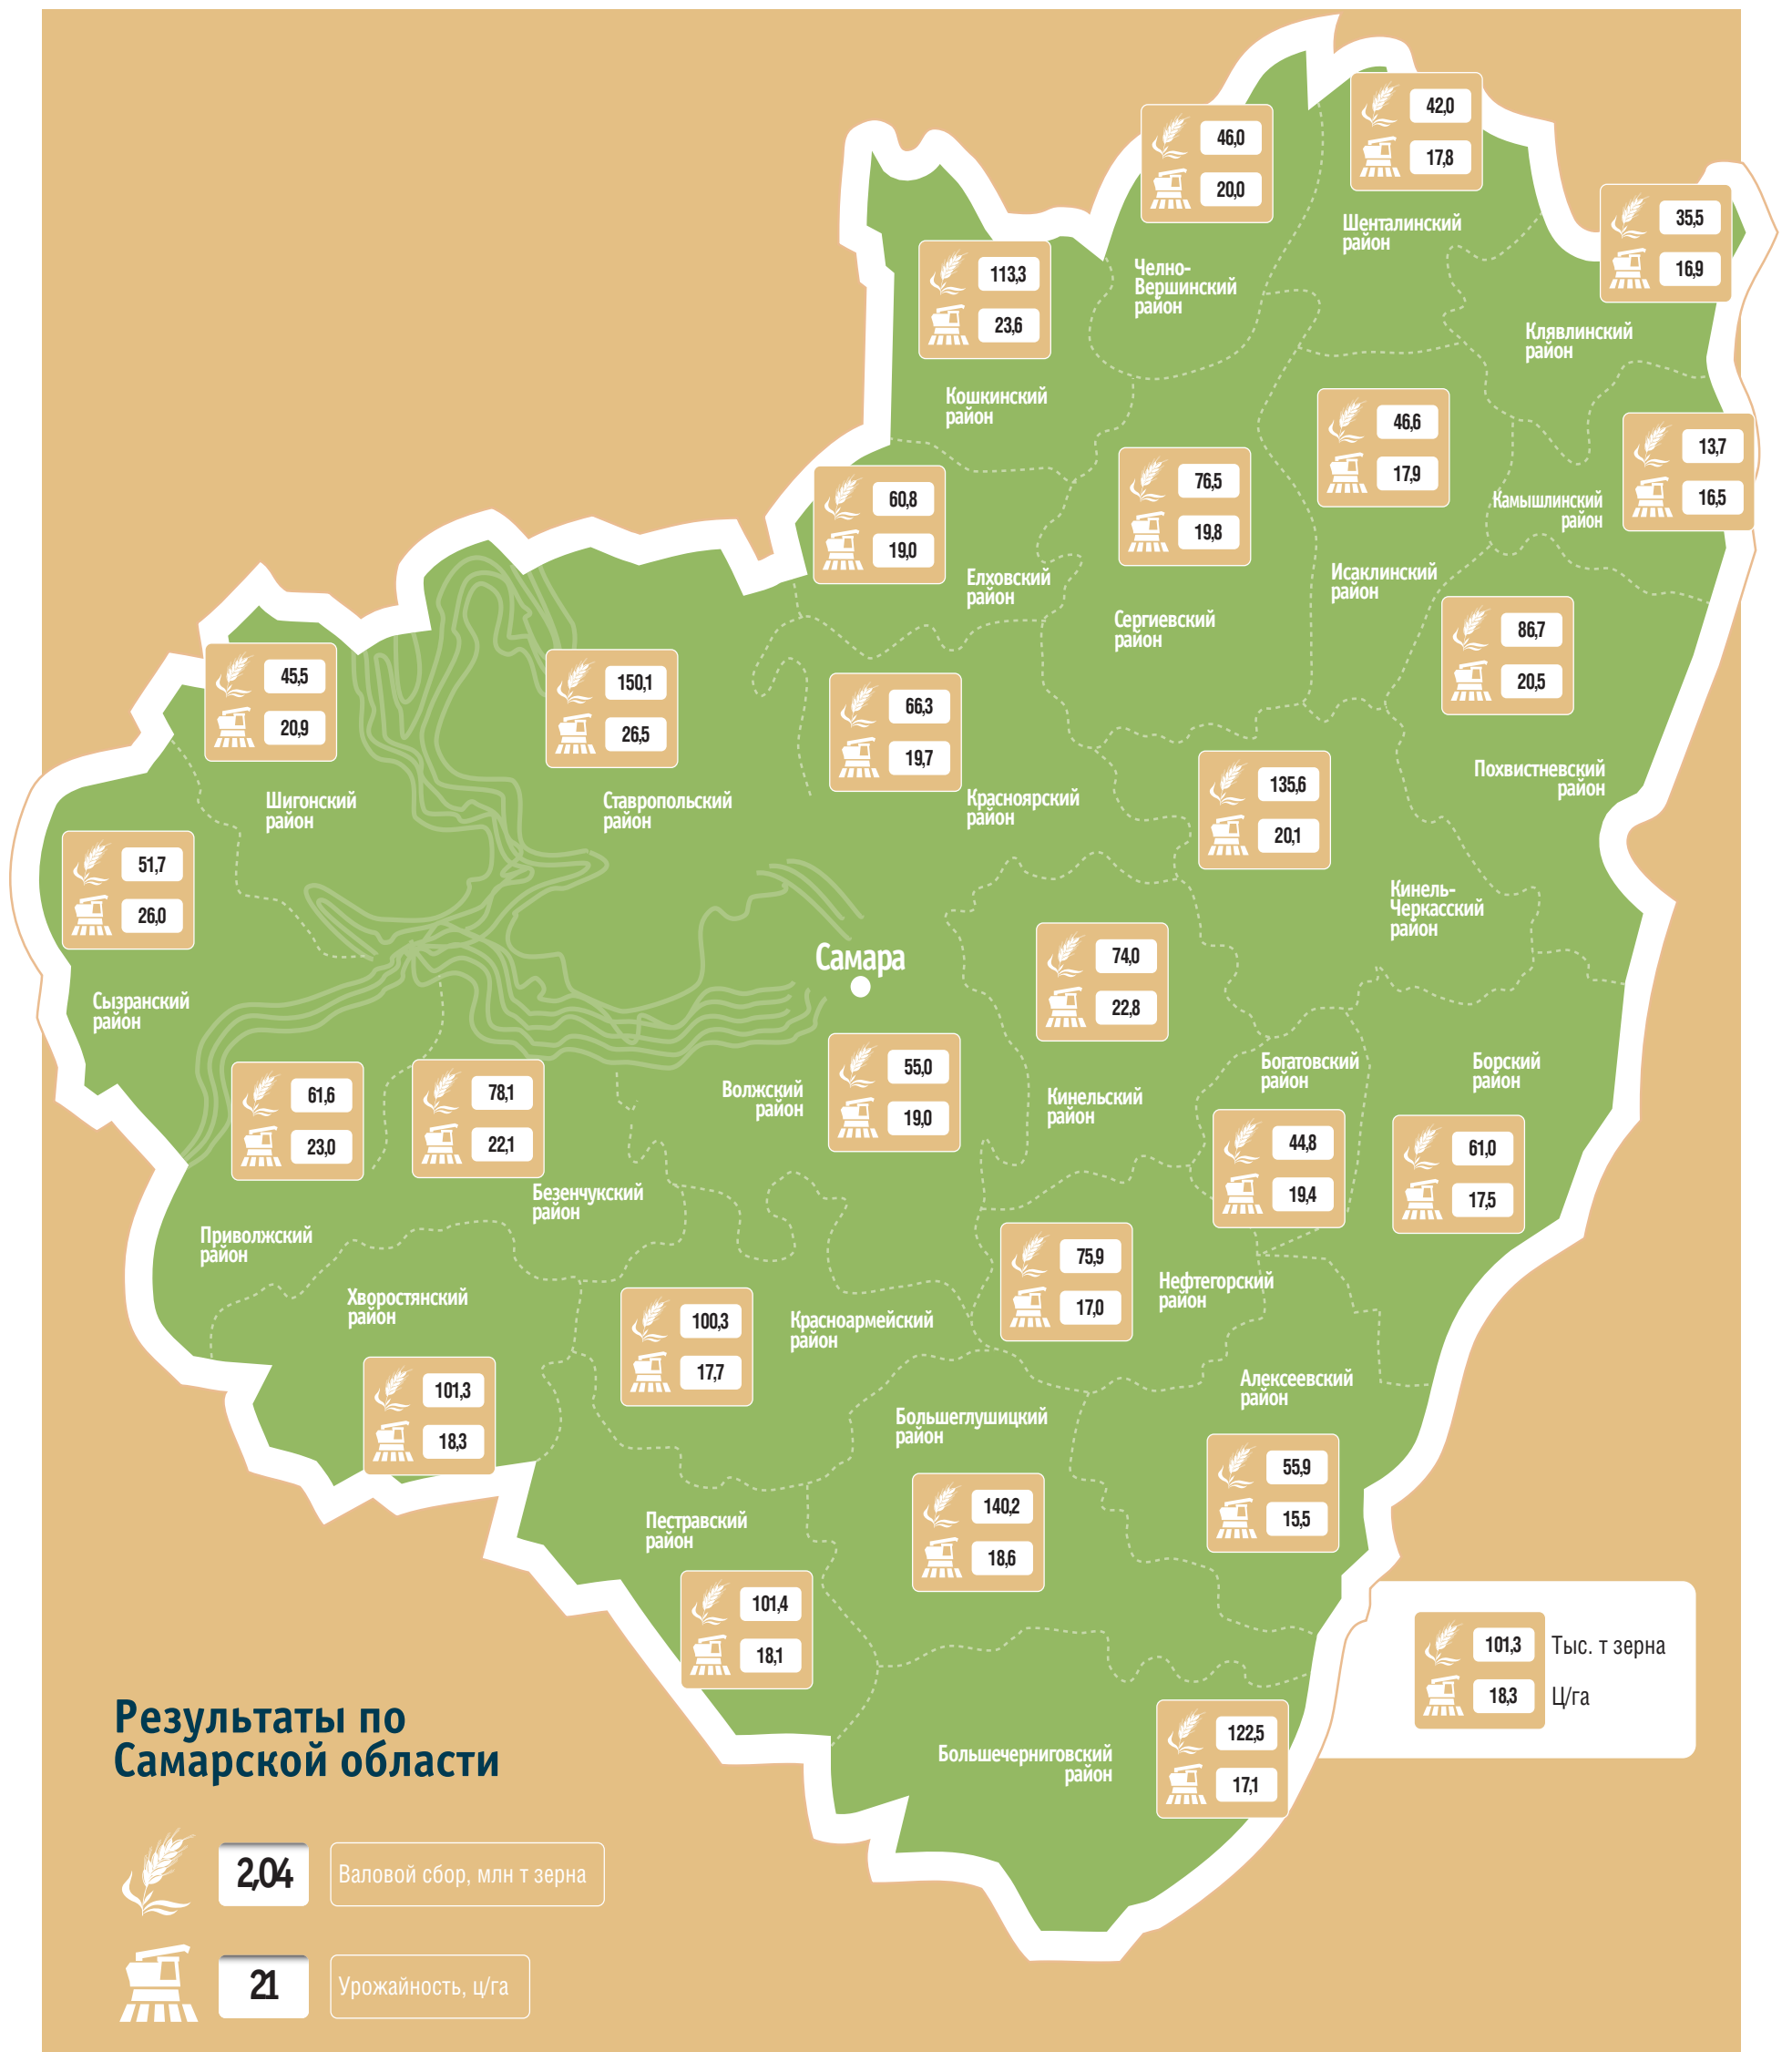 42,0
17,8
Шенталинский
район
46,0
20,0
Челно-
Вершинский
район
35,5
16,9
Клявлинский
район
113,3
23,6
Кошкинский
район
46,6
17,9
Исаклинский
район
13,7
16,5
Камышлинский
район
76,5
19,8
Сергиевский
район
60,8
19,0
Елховский
район
86,7
20,5
Похвистневский
район
45,5
20,9
Шигонский
район
150,1
26,5
Ставропольский
район
66,3
19,7
Красноярский
район
135,6
20,1
Кинель-
Черкасский
район
51,7
26,0
Сызранский
район
Самара
74,0
22,8
Кинельский
район
55,0
19,0
Волжский
район
Богатовский
район
44,8
19,4
Борский
район
61,0
17,5
61,6
23,0
Приволжский
район
78,1
22,1
Безенчукский
район
75,9
17,0
Нефтегорский
район
Хворостянский
район
101,3
18,3
100,3
17,7
Красноармейский
район
Алексеевский
район
55,9
15,5
Большеглушицкий
район
140,2
18,6
Пестравский
район
101,4
18,1
Большечерниговский
район
122,5
17,1
101,3
Тыс. т зерна
18,3
Ц/га
Результаты по
Самарской области
2,04
Валовой сбор, млн т зерна
21
Урожайность, ц/га